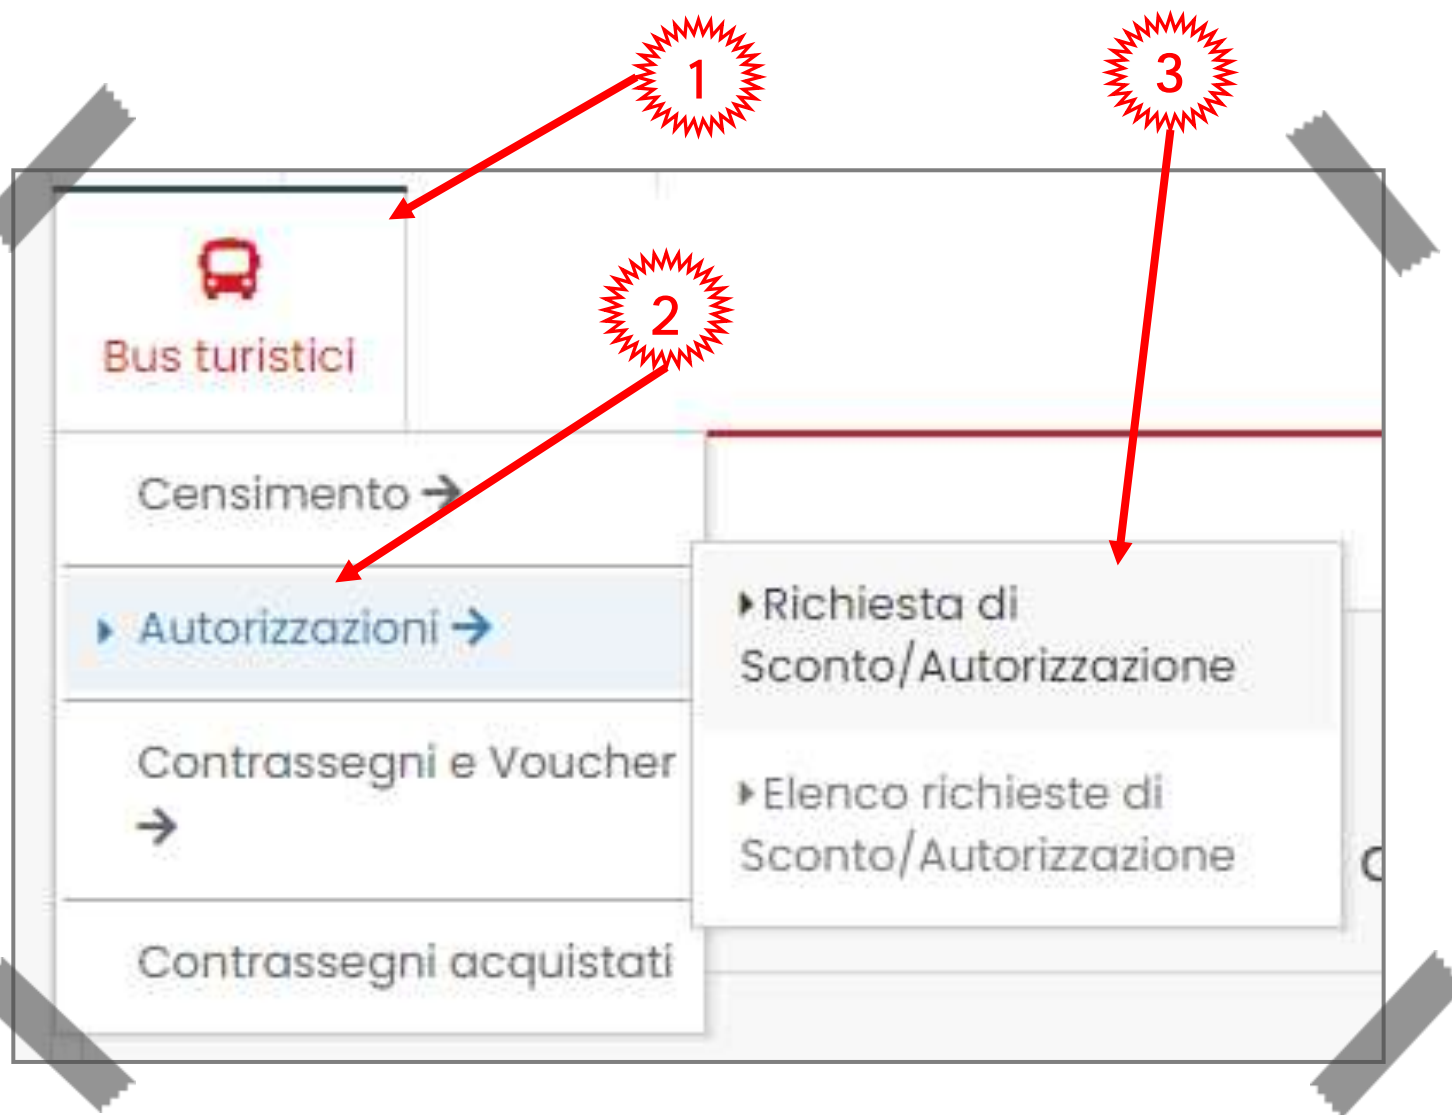 1
3
2
Bus turistici
Censimento →
Autorizzazioni →
Richiesta di
Sconto/Autorizzazione
Contrassegni e Voucher
→
Elenco richieste di
Sconto/Autorizzazione
Contrassegni acquistati